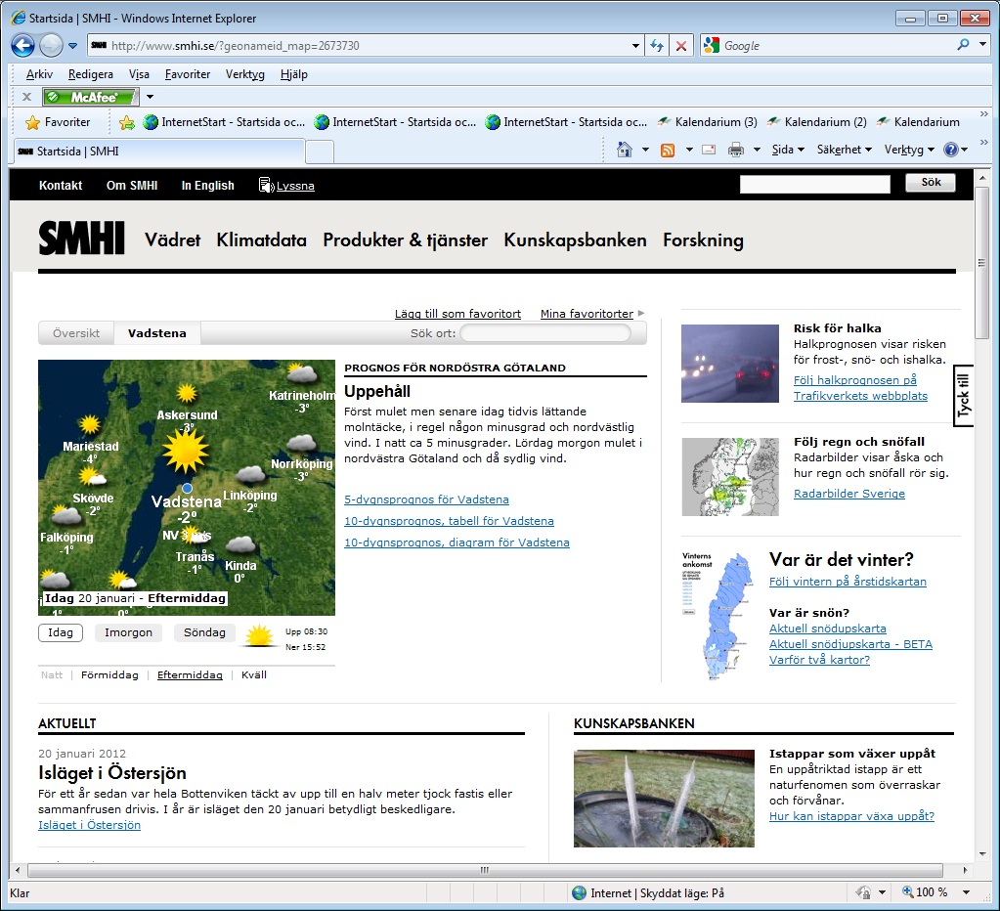 Startsida | SMHI - Windows Internet Explorer
SMHI http://www.smhi.se/?geonameid_map=2673730
Google
Arkiv Redigera Visa Favoriter Verktyg Hjälp
x McAfee
Favoriter InternetStart - Startsida oc... InternetStart - Startsida oc... InternetStart - Startsida oc... Kalendarium (3) Kalendarium (2) Kalendarium
SMHI Startsida | SMHI
Sida Säkerhet Verktyg
Kontakt Om SMHI In English Lyssna
Sök
SMHI Vädret Klimatdata Produkter & tjänster Kunskapsbanken Forskning
Lägg till som favoritort Mina favoritorter
Översikt Vadstena Sök ort:
Katrineholm
-3°
Askersund
-3°
Mariestad
-4°
Norrköping
-3°
Skövde
-2°
Vadstena
-2°
Linköping
-2°
NV 3 m/s
Falköping
-1°
Tranås
-1°
Kinda
0°
Idag 20 januari - Eftermiddag
1°
0°
Idag Imorgon Söndag
Upp 08:30
Ner 15:52
Natt | Förmiddag | Eftermiddag | Kväll
PROGNOS FÖR NORDÖSTRA GÖTALAND
Uppehåll
Först mulet men senare idag tidvis lättande
molntäcke, i regel någon minusgrad och nordvästlig
vind. I natt ca 5 minusgrader. Lördag morgon mulet i
nordvästra Götaland och då sydlig vind.
5-dygnsprognos för Vadstena
10-dygnsprognos, tabell för Vadstena
10-dygnsprognos, diagram för Vadstena
Risk för halka
Halkprognosen visar risken
för frost-, snö- och ishalka.
Följ halkprognosen på
Trafikverkets webbplats
Tyck till
Följ regn och snöfall
Radarbilder visar åska och
hur regn och snöfall rör sig.
Radarbilder Sverige
Vinterns
ankomst
Var är det vinter?
Följ vintern på årstidskartan
Var är snön?
Aktuell snödjupskarta
Aktuell snödjupskarta - BETA
Varför två kartor?
AKTUELLT
20 januari 2012
Isläget i Östersjön
För ett år sedan var hela Bottenviken täckt av upp till en halv meter tjock fastis eller
sammanfrusen drivis. I år är isläget den 20 januari betydligt beskedligare.
Isläget i Östersjön
KUNSKAPSBANKEN
Istappar som växer uppåt
En uppåtriktad istapp är ett
naturfenomen som överraskar
och förvånar.
Hur kan istappar växa uppåt?
Klar
Internet | Skyddat läge: På
100 %